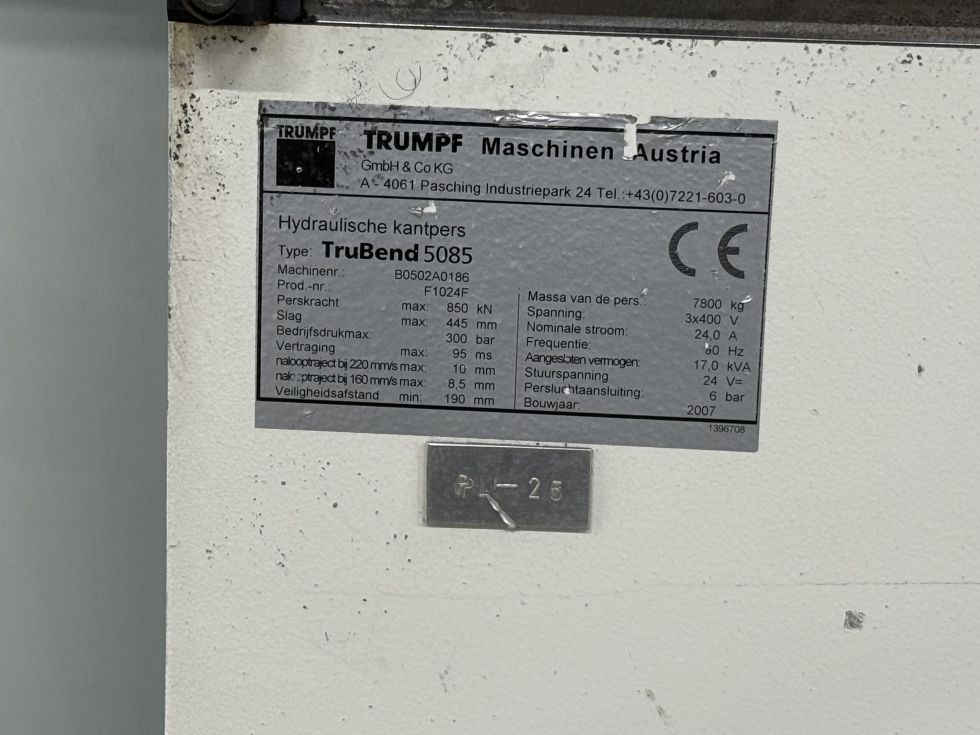 TRUMPF
TRUMPF Maschinen Austria
GmbH & Co KG
A - 4061 Pasching Industriepark 24 Tel.:+43(0)7221-603-0
Hydraulische kantpers
Type: TruBend 5085
CE
Machinenr.: B0502A0186
Prod.-nr.: F1024F
Perskracht max: 850 kN
Slag max: 445 mm
Bedrijfsdrukmax: 300 bar
Vertraging max: 95 ms
nalooptraject bij 220 mm/s max: 10 mm
nalooptraject bij 160 mm/s max: 8,5 mm
Veiligheidsafstand min: 190 mm
Massa van de pers.: 7800 kg
Spanning: 3x400 V
Nominale stroom: 24,0 A
Frequentie: Hz
Aangesloten vermogen: 17,0 kVA
Stuurspanning 24 V=
Persluchtaansluiting: 6 bar
Bouwjaar: 2007
1396708
- 25